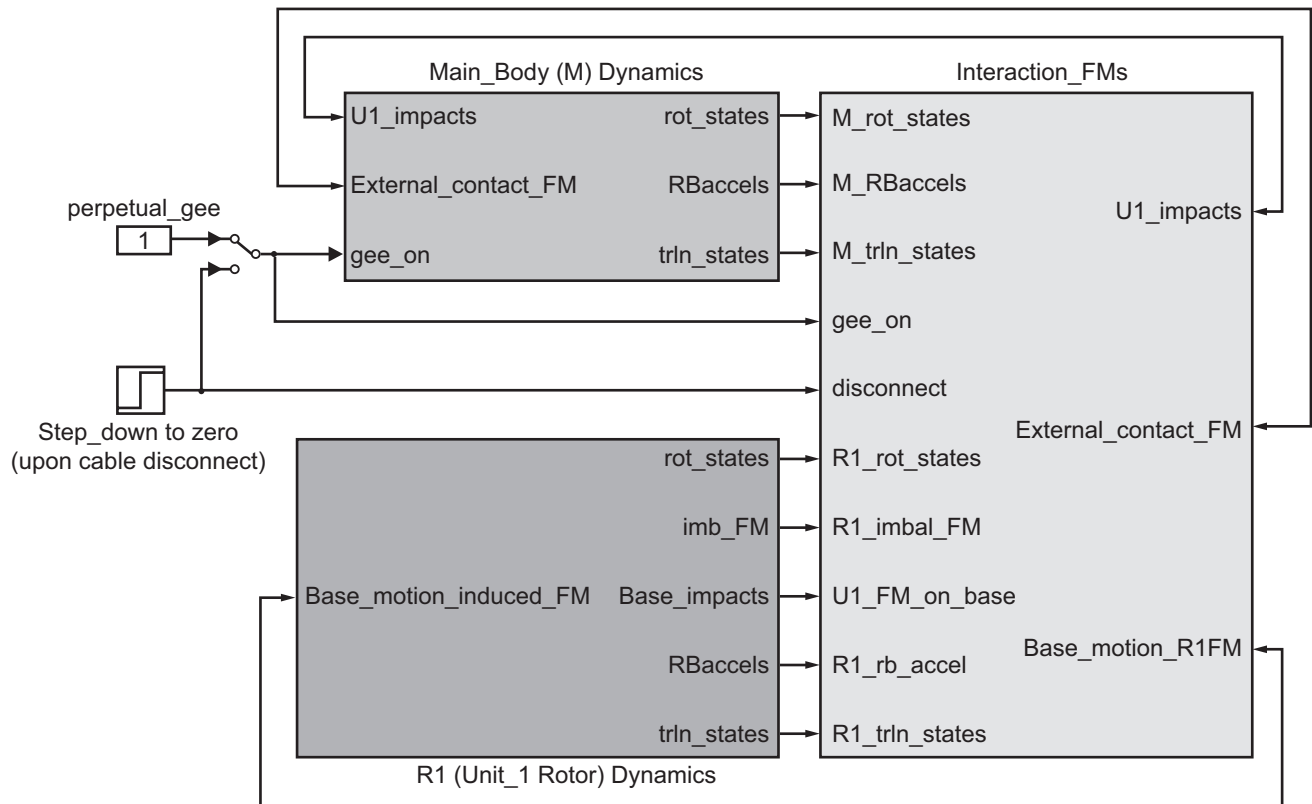 Main_Body (M) Dynamics
Interaction_FMs
U1_impacts
rot_states
M_rot_states
External_contact_FM
RBaccels
M_RBaccels
perpetual_gee
U1_impacts
1
gee_on
trln_states
M_trln_states
gee_on
disconnect
Step_down to zero
(upon cable disconnect)
External_contact_FM
rot_states
R1_rot_states
imb_FM
R1_imbal_FM
Base_motion_induced_FM
Base_impacts
U1_FM_on_base
Base_motion_R1FM
RBaccels
R1_rb_accel
trln_states
R1_trln_states
R1 (Unit_1 Rotor) Dynamics